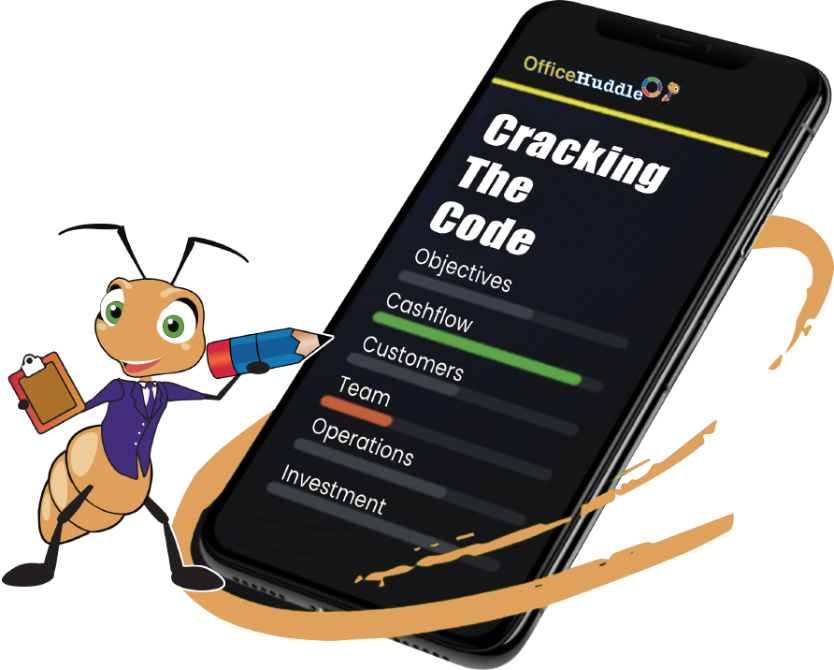 OfficeHuddle
Cracking
The
Code
Objectives
Cashflow
Customers
Team
Operations
Investment